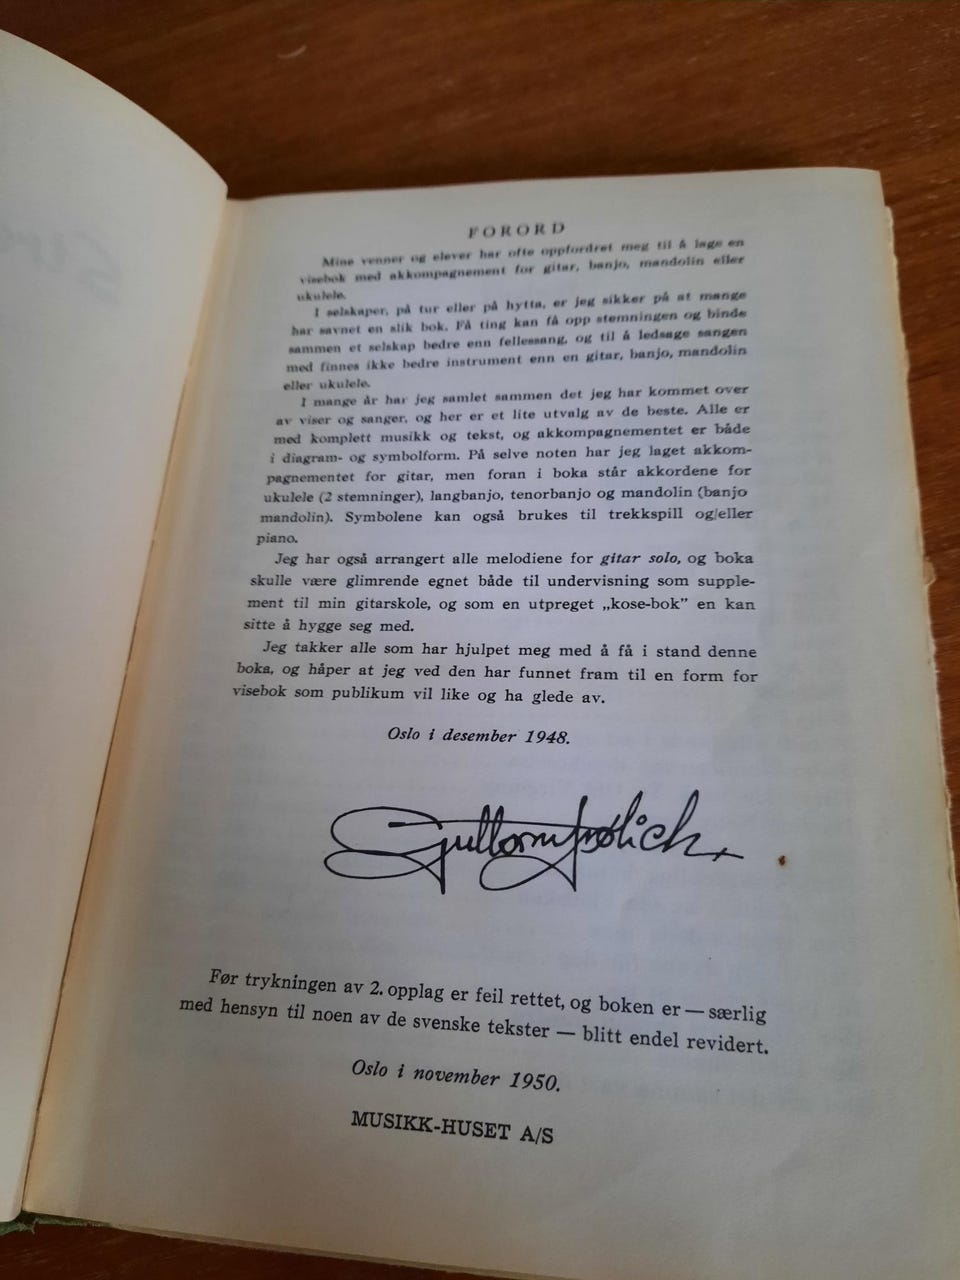 FORORD
Mine venner og elever har ofte oppfordret meg til å lage en
visebok med akkompagnement for gitar, banjo, mandolin eller
ukulele.
I selskaper, på tur eller på hytta, er jeg sikker på at mange
har savnet en slik bok. Få ting kan få opp stemningen og binde
sammen et selskap bedre enn fellessang, og til å ledsage sangen
med finnes ikke bedre instrument enn en gitar, banjo, mandolin
eller ukulele.
I mange år har jeg samlet sammen det jeg har kommet over
av viser og sanger, og her er et lite utvalg av de beste. Alle er
med komplett musikk og tekst, og akkompagnementet er både
i diagram- og symbolform. På selve noten har jeg laget akkom-
pagnementet for gitar, men foran i boka står akkordene for
ukulele (2 stemninger), langbanjo, tenorbanjo og mandolin (banjo
mandolin). Symbolene kan også brukes til trekkspill og/eller
piano.
Jeg har også arrangert alle melodiene for gitar solo, og boka
skulle være glimrende egnet både til undervisning som supple-
ment til min gitarskole, og som en utpreget „kose-bok” en kan
sitte å hygge seg med.
Jeg takker alle som har hjulpet meg med å få i stand denne
boka, og håper at jeg ved den har funnet fram til en form for
visebok som publikum vil like og ha glede av.
Oslo i desember 1948.
Guttorm Frølich
Før trykningen av 2. opplag er feil rettet, og boken er — særlig
med hensyn til noen av de svenske tekster — blitt endel revidert.
Oslo i november 1950.
MUSIKK-HUSET A/S